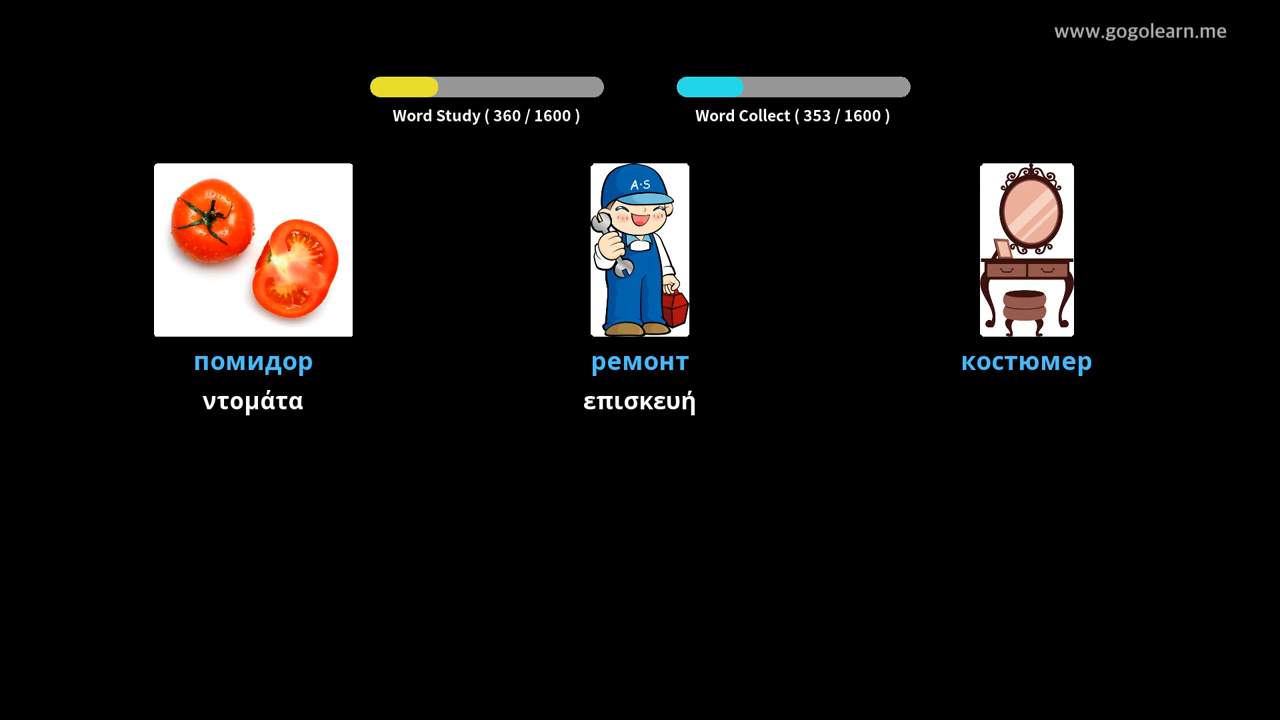 www.gogolearn.me
Word Study ( 360 / 1600 )
Word Collect ( 353 / 1600 )
A·S
помидор
ремонт
костюмер
ντομάτα
επισκευή